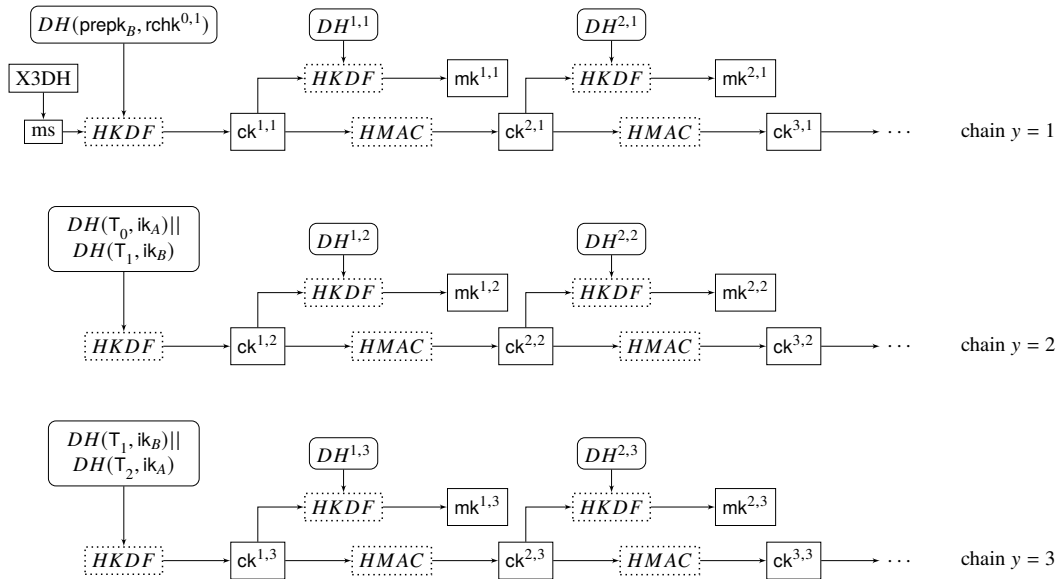 DH(prepk_B, rchk^{0,1}) DH^{1,1} DH^{2,1}
X3DH HKDF mk^{1,1} HKDF mk^{2,1}
ms HKDF ck^{1,1} HMAC ck^{2,1} HMAC ck^{3,1} ··· chain y = 1
DH(T_0, ik_A)||
DH(T_1, ik_B) DH^{1,2} DH^{2,2}
HKDF mk^{1,2} HKDF mk^{2,2}
HKDF ck^{1,2} HMAC ck^{2,2} HMAC ck^{3,2} ··· chain y = 2
DH(T_1, ik_B)||
DH(T_2, ik_A) DH^{1,3} DH^{2,3}
HKDF mk^{1,3} HKDF mk^{2,3}
HKDF ck^{1,3} HMAC ck^{2,3} HMAC ck^{3,3} ··· chain y = 3